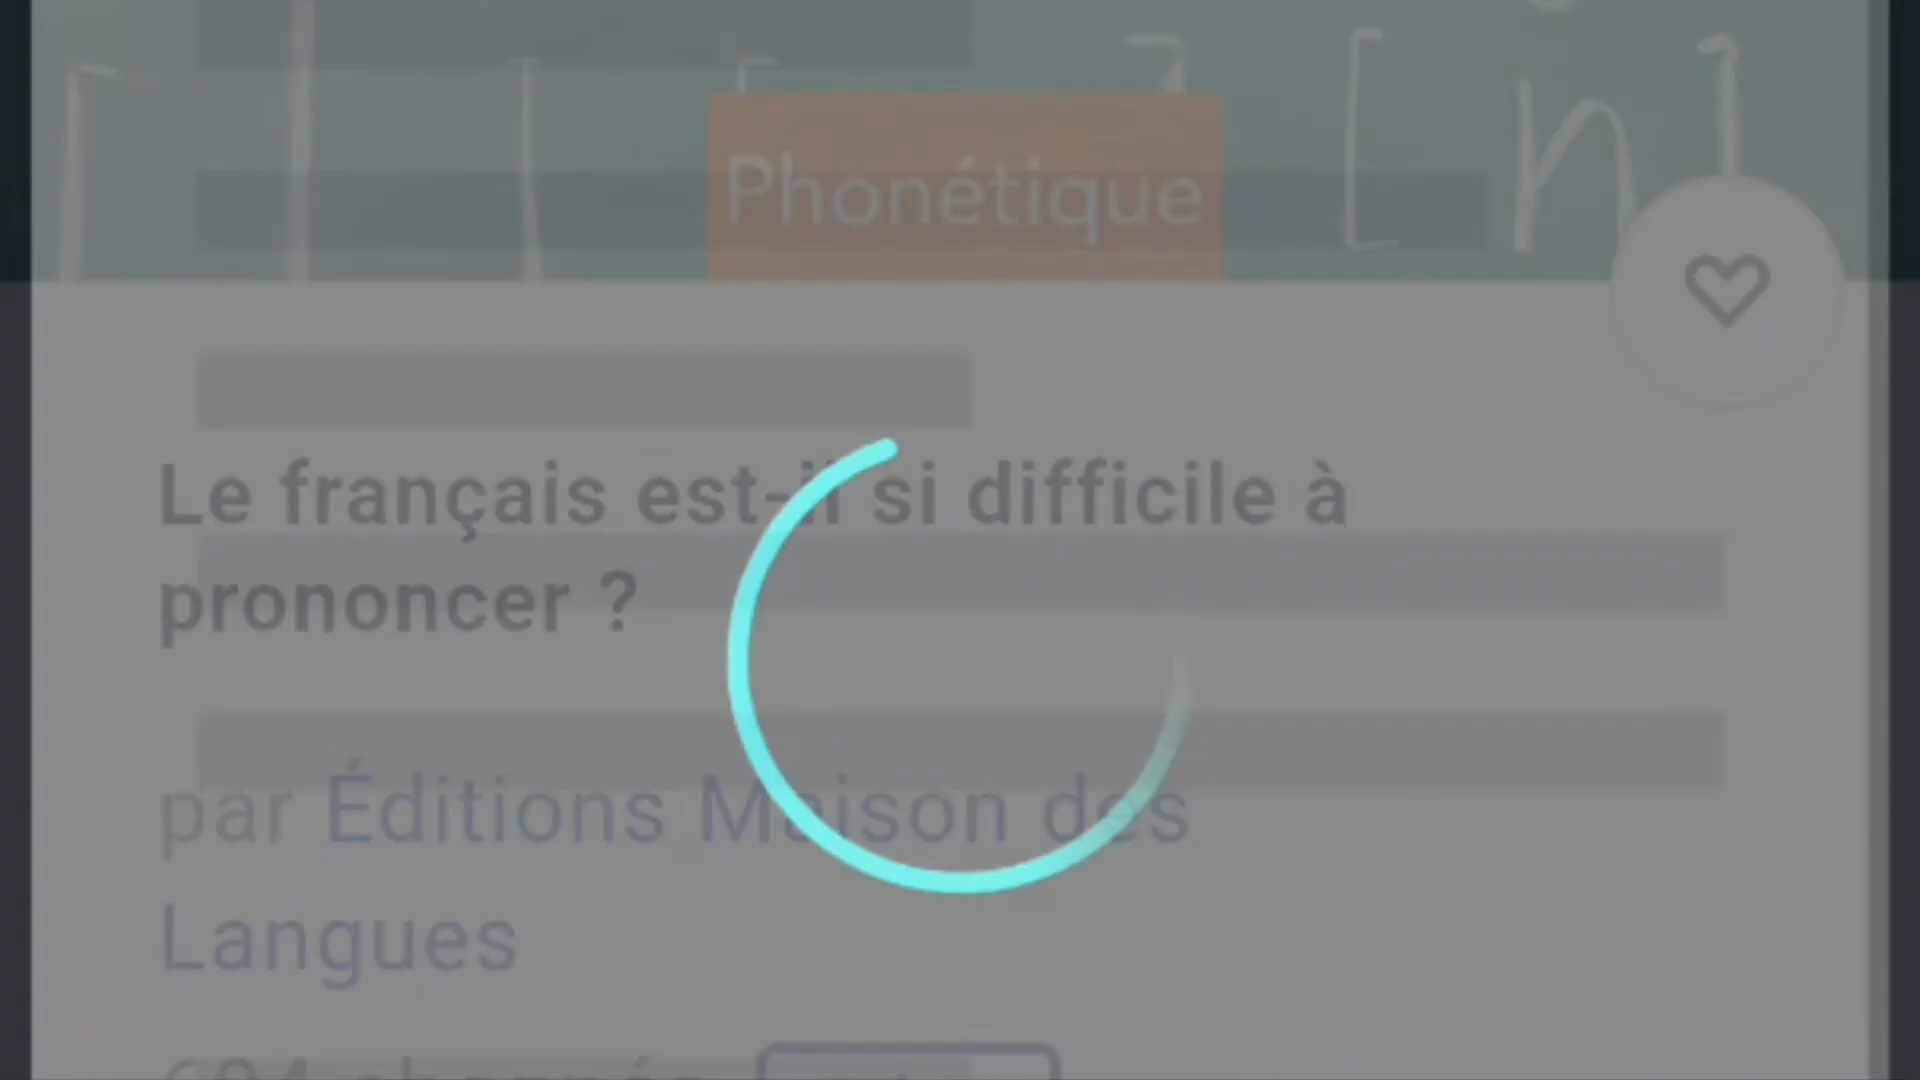 Phonétique
Le français est-il si difficile à
prononcer ?
par Éditions Maison des
Langues